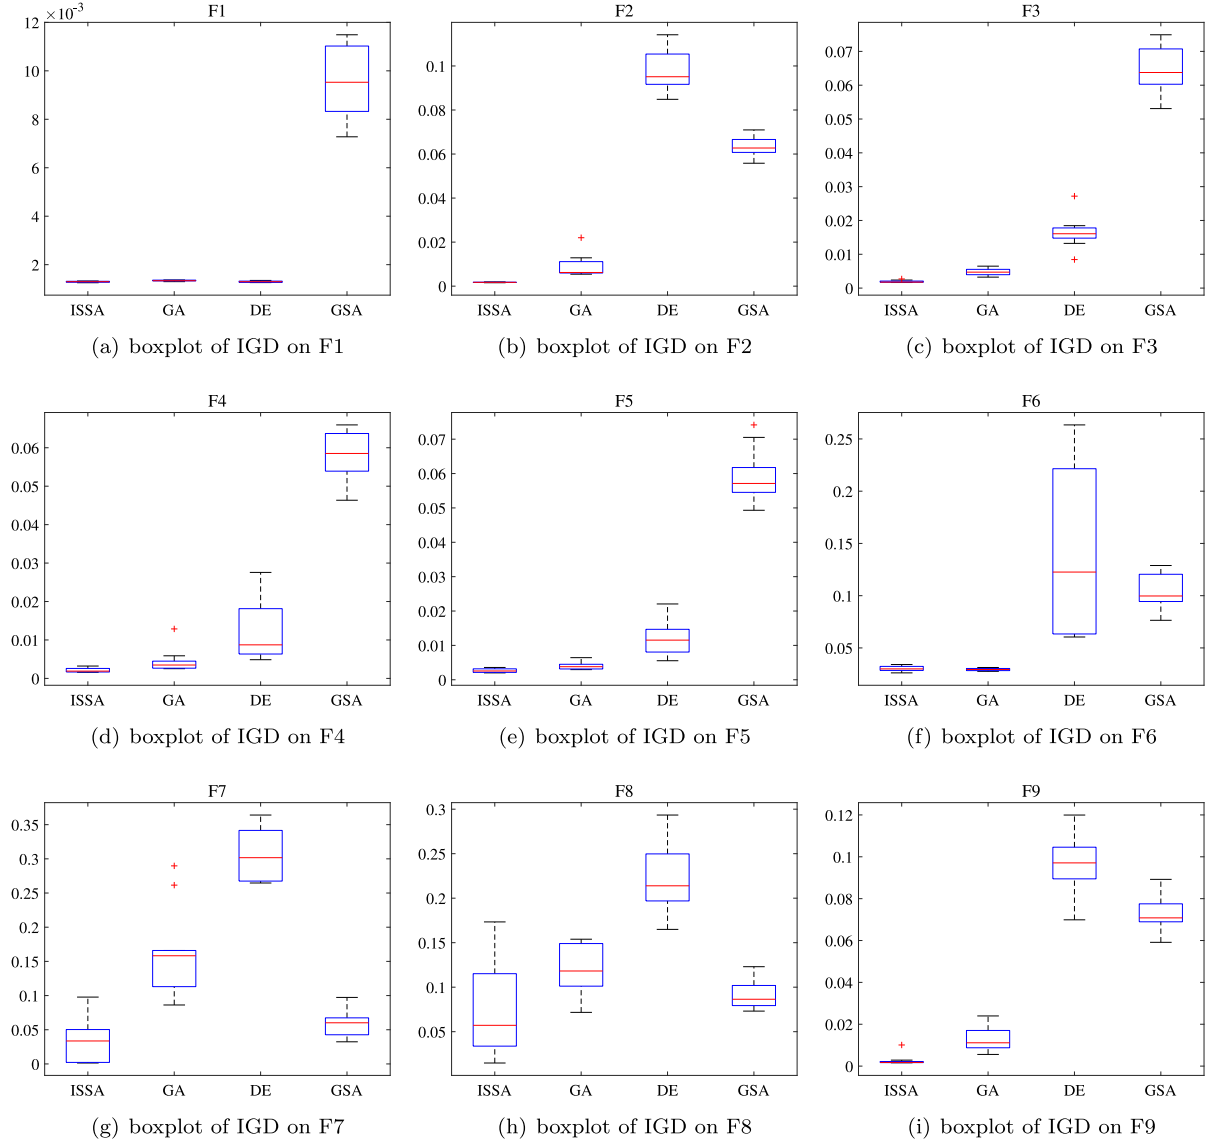 F1
×10⁻³
12
10
8
6
4
2
ISSA GA DE GSA
(a) boxplot of IGD on F1
F2
0.1
0.08
0.06
0.04
0.02
0
ISSA GA DE GSA
(b) boxplot of IGD on F2
F3
0.07
0.06
0.05
0.04
0.03
0.02
0.01
0
ISSA GA DE GSA
(c) boxplot of IGD on F3
F4
0.06
0.05
0.04
0.03
0.02
0.01
0
ISSA GA DE GSA
(d) boxplot of IGD on F4
F5
0.07
0.06
0.05
0.04
0.03
0.02
0.01
0
ISSA GA DE GSA
(e) boxplot of IGD on F5
F6
0.25
0.2
0.15
0.1
0.05
ISSA GA DE GSA
(f) boxplot of IGD on F6
F7
0.35
0.3
0.25
0.2
0.15
0.1
0.05
0
ISSA GA DE GSA
(g) boxplot of IGD on F7
F8
0.3
0.25
0.2
0.15
0.1
0.05
ISSA GA DE GSA
(h) boxplot of IGD on F8
F9
0.12
0.1
0.08
0.06
0.04
0.02
0
ISSA GA DE GSA
(i) boxplot of IGD on F9